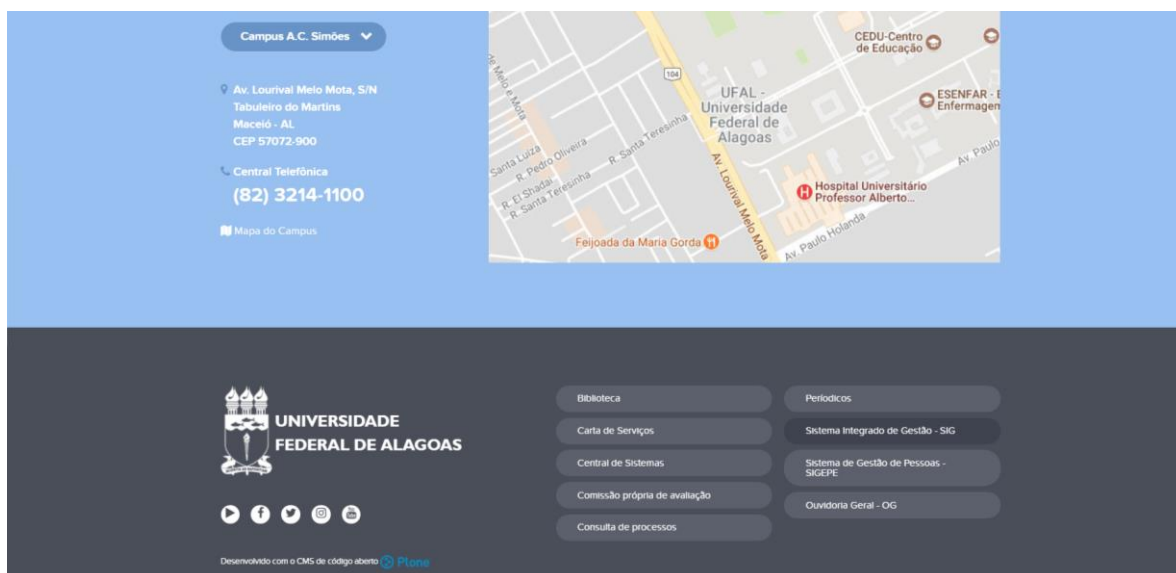 Campus A.C. Simões
Av. Lourival Melo Mota, S/N
Tabuleiro do Martins
Maceió - AL
CEP 57072-900
Central Telefônica
(82) 3214-1100
Mapa do Campus
de Melo e Mota
104
CEDU-Centro
de Educação
UFAL -
Universidade
Federal de
Alagoas
ESENFAR - E
Enfermagem
Santa Luiza
R. Pedro Oliveira
R. Santa Teresinha
R. El Shadai
R. Santa Teresinha
Av. Lourival Melo Mota
Av. Paulo
Hospital Universitário
Professor Alberto...
Av. Paulo Holanda
Feijoada da Maria Gorda
UNIVERSIDADE
FEDERAL DE ALAGOAS
Biblioteca
Carta de Serviços
Central de Sistemas
Comissão própria de avaliação
Consulta de processos
Periódicos
Sistema Integrado de Gestão - SIG
Sistema de Gestão de Pessoas -
SIGEPE
Ouvidoria Geral - OG
Desenvolvido com o CMS de código aberto Plone